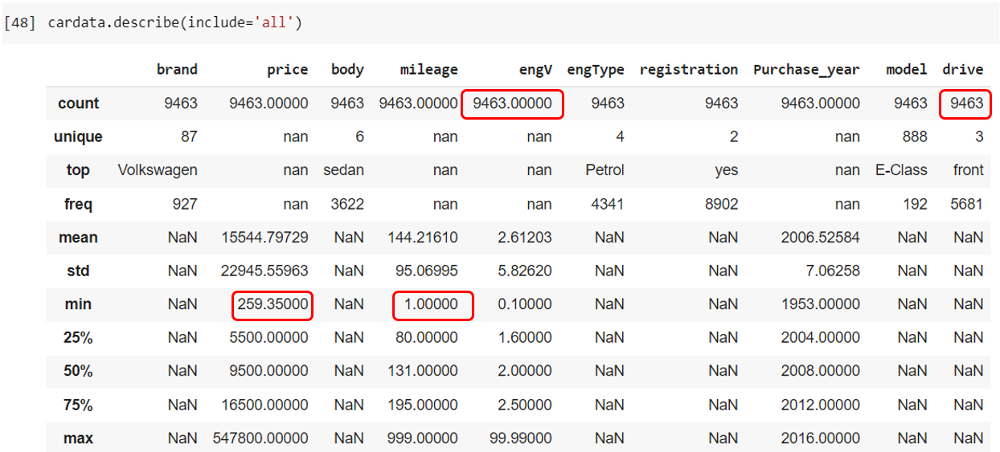 [48] cardata.describe(include='all')
brand price body mileage engV engType registration Purchase_year model drive
count 9463 9463.00000 9463 9463.00000 9463.00000 9463 9463 9463.00000 9463 9463
unique 87 nan 6 nan nan 4 2 nan 888 3
top Volkswagen nan sedan nan nan Petrol yes nan E-Class front
freq 927 nan 3622 nan nan 4341 8902 nan 192 5681
mean NaN 15544.79729 NaN 144.21610 2.61203 NaN NaN 2006.52584 NaN NaN
std NaN 22945.55963 NaN 95.06995 5.82620 NaN NaN 7.06258 NaN NaN
min NaN 259.35000 NaN 1.00000 0.10000 NaN NaN 1953.00000 NaN NaN
25% NaN 5500.00000 NaN 80.00000 1.60000 NaN NaN 2004.00000 NaN NaN
50% NaN 9500.00000 NaN 131.00000 2.00000 NaN NaN 2008.00000 NaN NaN
75% NaN 16500.00000 NaN 195.00000 2.50000 NaN NaN 2012.00000 NaN NaN
max NaN 547800.00000 NaN 999.00000 99.99000 NaN NaN 2016.00000 NaN NaN